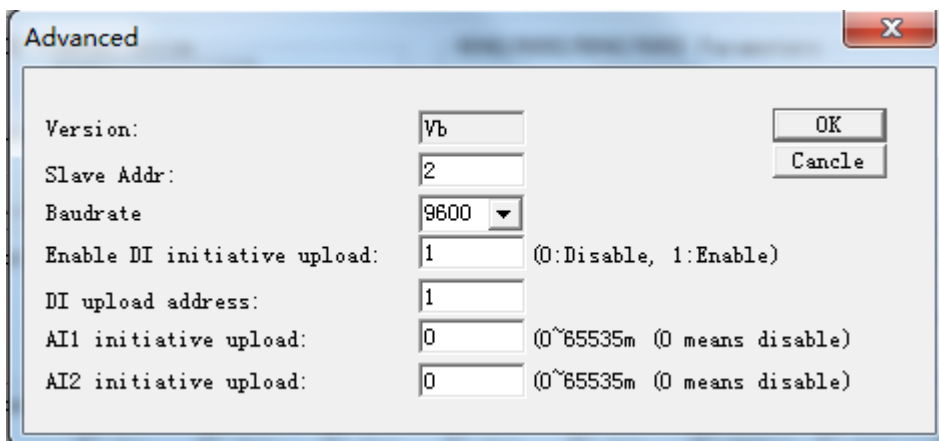 Advanced
Version: Vb OK
Slave Addr: 2 Cancle
Baudrate 9600
Enable DI initiative upload: 1 (0:Disable, 1:Enable)
DI upload address: 1
AI1 initiative upload: 0 (0~65535m (0 means disable)
AI2 initiative upload: 0 (0~65535m (0 means disable)